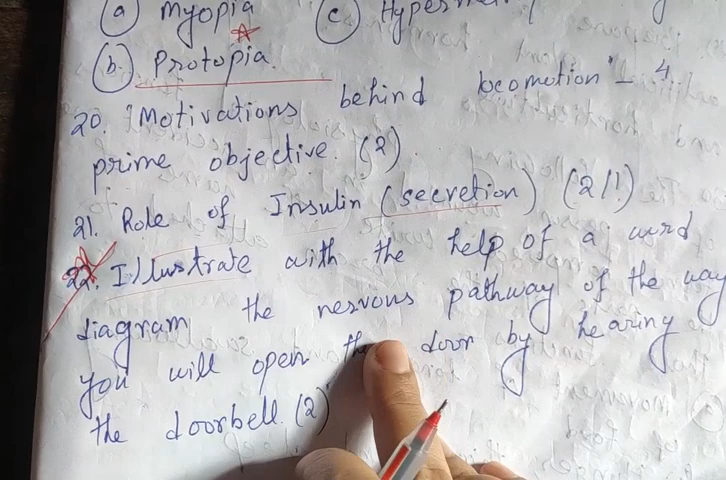 (a) Myopia (c) Hyperm
(b) Protopia.
20. "Motivations behind locomotion" - 4
prime objective. (2)
21. Role of Insulin (secretion) (2/1)
22. Illustrate with the help of a word
diagram the nervous pathway of the way
you will open the door by hearing
the doorbell. (2)